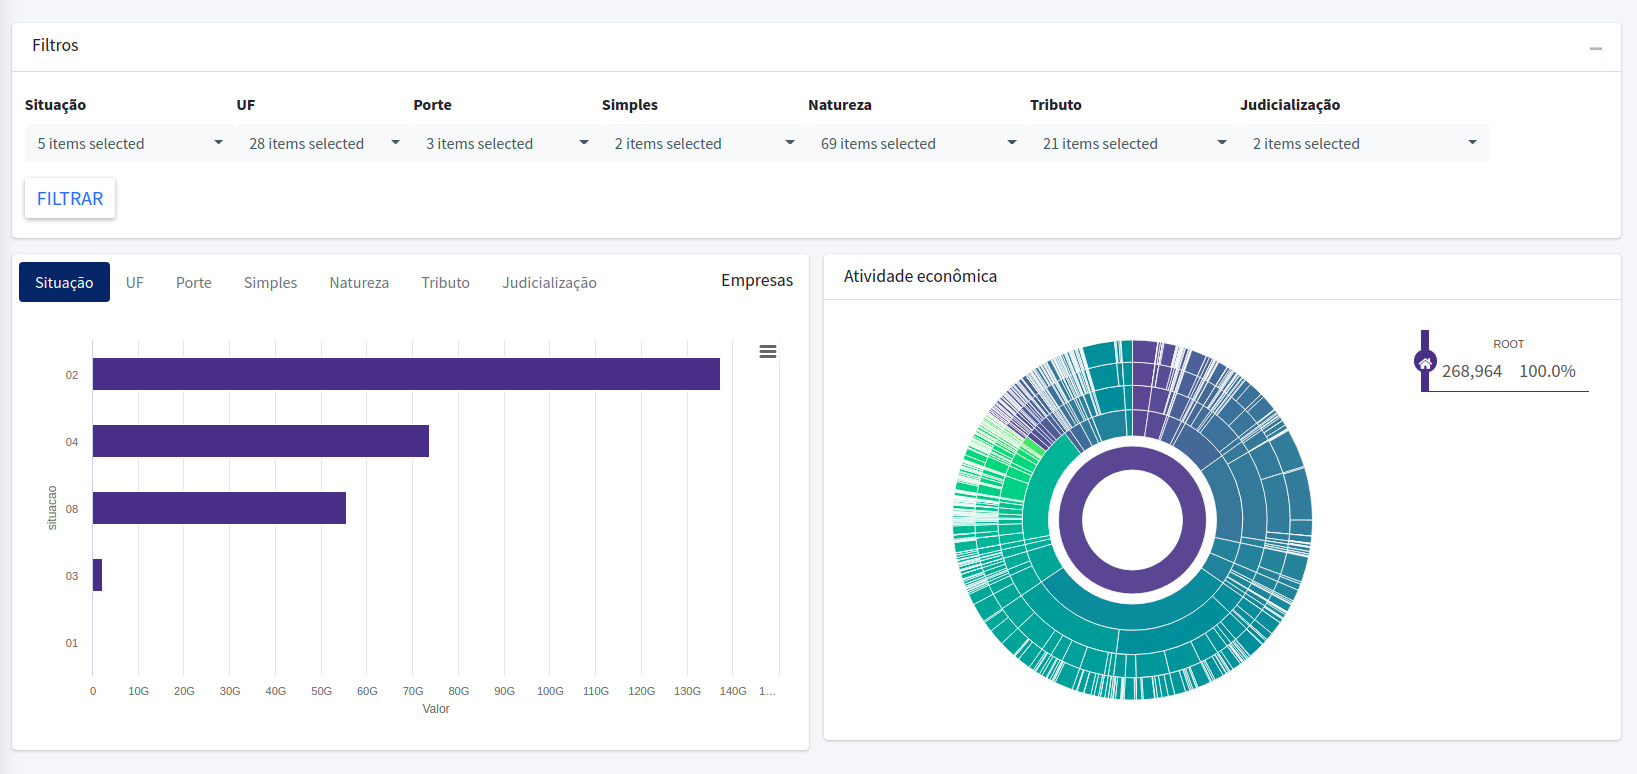 Filtros
Situação UF Porte Simples Natureza Tributo Judicialização
5 items selected 28 items selected 3 items selected 2 items selected 69 items selected 21 items selected 2 items selected
FILTRAR
Situação UF Porte Simples Natureza Tributo Judicialização Empresas
Atividade econômica
02
04
08
03
01
situacao
0 10G 20G 30G 40G 50G 60G 70G 80G 90G 100G 110G 120G 130G 140G 1…
Valor
ROOT
268,964 100.0%